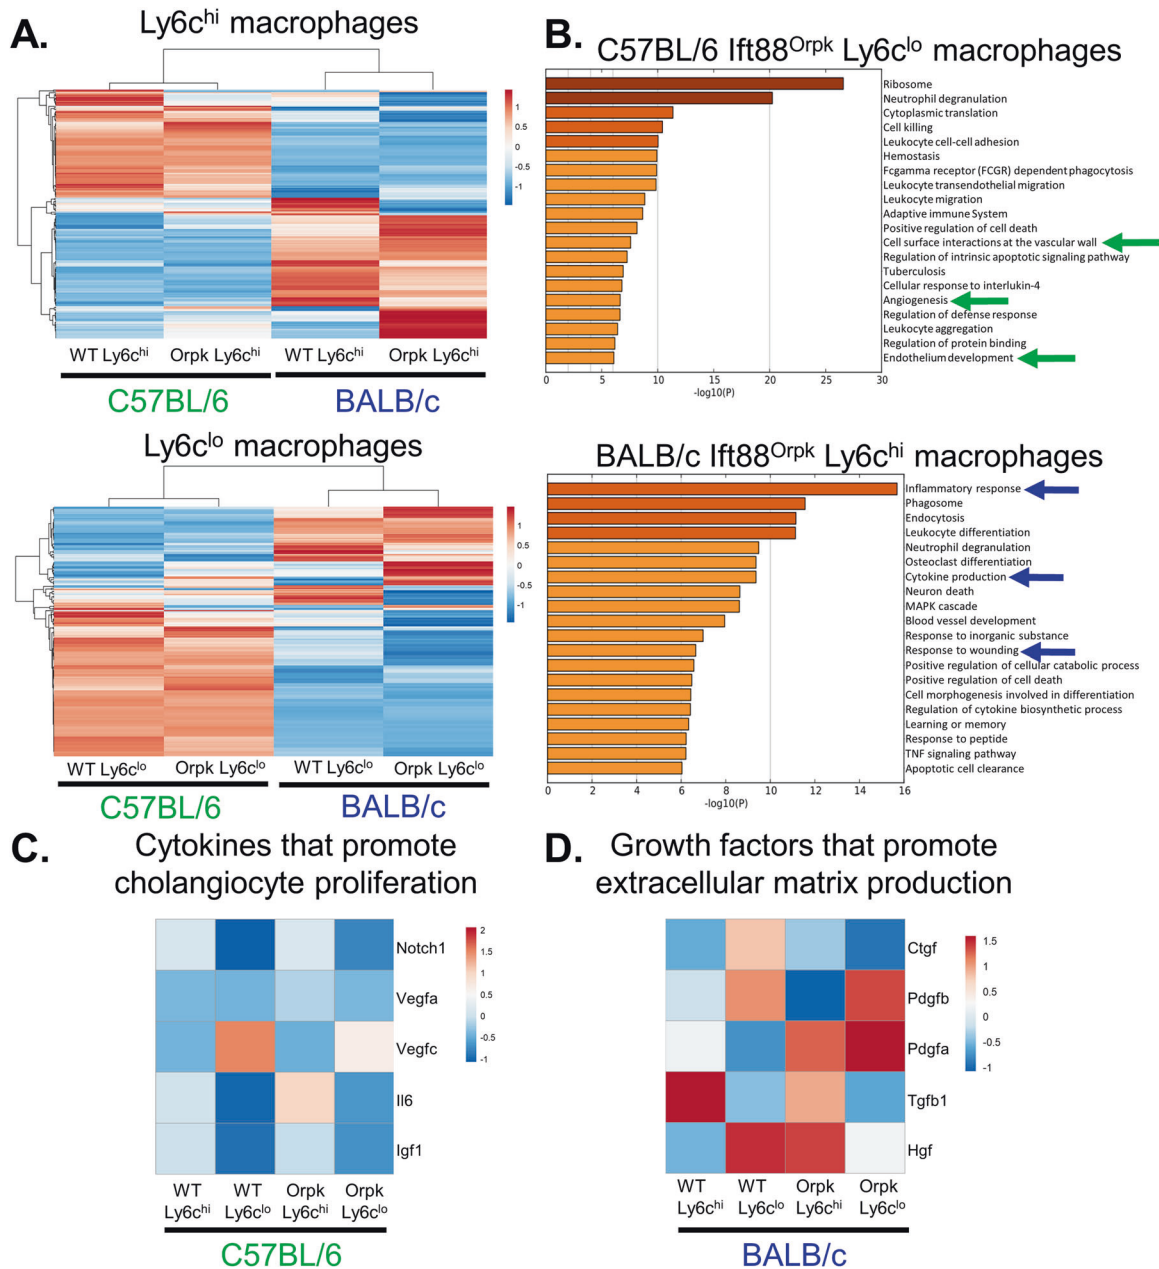 A.
Ly6chi macrophages
1
0.5
0
-0.5
-1
WT Ly6chi
Orpk Ly6chi
WT Ly6chi
Orpk Ly6chi
C57BL/6
BALB/c
Ly6clo macrophages
1
0.5
0
-0.5
-1
WT Ly6clo
Orpk Ly6clo
WT Ly6clo
Orpk Ly6clo
C57BL/6
BALB/c
B.
C57BL/6 Ift88Orpk Ly6clo macrophages
Ribosome
Neutrophil degranulation
Cytoplasmic translation
Cell killing
Leukocyte cell-cell adhesion
Hemostasis
Fcgamma receptor (FCGR) dependent phagocytosis
Leukocyte transendothelial migration
Leukocyte migration
Adaptive immune System
Positive regulation of cell death
Cell surface interactions at the vascular wall
Regulation of intrinsic apoptotic signaling pathway
Tuberculosis
Cellular response to interlukin-4
Angiogenesis
Regulation of defense response
Leukocyte aggregation
Regulation of protein binding
Endothelium development
0 5 10 15 20 25 30
-log10(P)
BALB/c Ift88Orpk Ly6chi macrophages
Inflammatory response
Phagosome
Endocytosis
Leukocyte differentiation
Neutrophil degranulation
Osteoclast differentiation
Cytokine production
Neuron death
MAPK cascade
Blood vessel development
Response to inorganic substance
Response to wounding
Positive regulation of cellular catabolic process
Positive regulation of cell death
Cell morphogenesis involved in differentiation
Regulation of cytokine biosynthetic process
Learning or memory
Response to peptide
TNF signaling pathway
Apoptotic cell clearance
0 2 4 6 8 10 12 14 16
-log10(P)
C.
Cytokines that promote
cholangiocyte proliferation
Notch1
Vegfa
Vegfc
Il6
Igf1
2
1.5
1
0.5
0
-0.5
-1
WT
Ly6chi
WT
Ly6clo
Orpk
Ly6chi
Orpk
Ly6clo
C57BL/6
D.
Growth factors that promote
extracellular matrix production
Ctgf
Pdgfb
Pdgfa
Tgfb1
Hgf
1.5
1
0.5
0
-0.5
-1
WT
Ly6chi
WT
Ly6clo
Orpk
Ly6chi
Orpk
Ly6clo
BALB/c